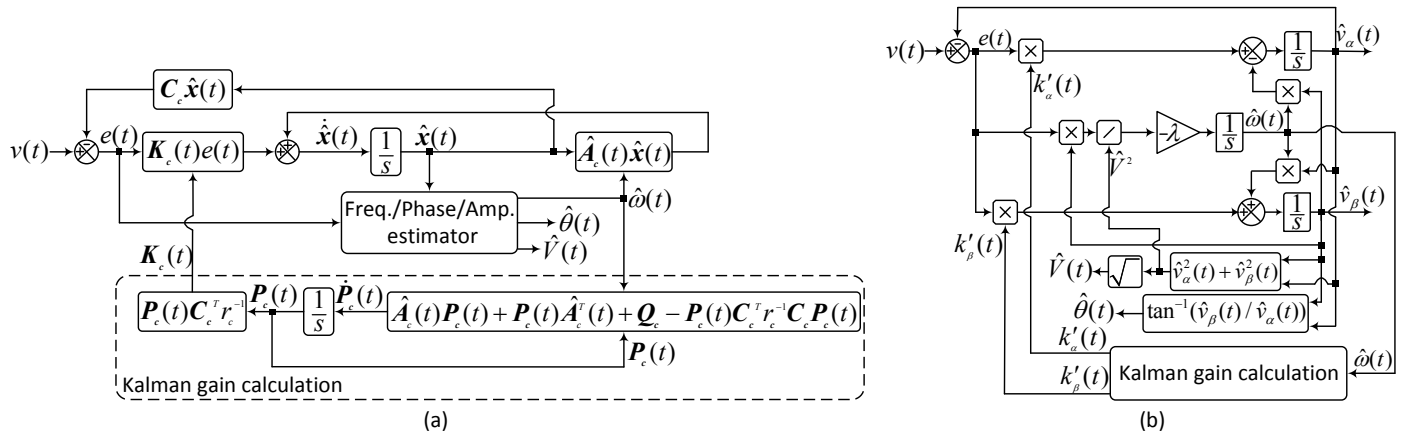 C_c x̂(t)
v(t)
e(t)
K_c(t)e(t)
ẋ̂(t)
1/s
x̂(t)
Â_c(t)x̂(t)
Freq./Phase/Amp.
estimator
ω̂(t)
θ̂(t)
V̂(t)
K_c(t)
P_c(t)C_c^T r_c^{-1}
P_c(t)
1/s
Ṗ_c(t)
Â_c(t)P_c(t) + P_c(t)Â_c^T(t) + Q_c − P_c(t)C_c^T r_c^{-1} C_c P_c(t)
P_c(t)
Kalman gain calculation
(a)
v(t)
e(t)
×
k'_α(t)
1/s
v̂_α(t)
×
×
∕
-λ
1/s
ω̂(t)
V̂²
×
×
k'_β(t)
1/s
v̂_β(t)
V̂(t)
√
v̂_α²(t) + v̂_β²(t)
θ̂(t)
tan⁻¹(v̂_β(t) / v̂_α(t))
k'_α(t)
k'_β(t)
Kalman gain calculation
ω̂(t)
(b)